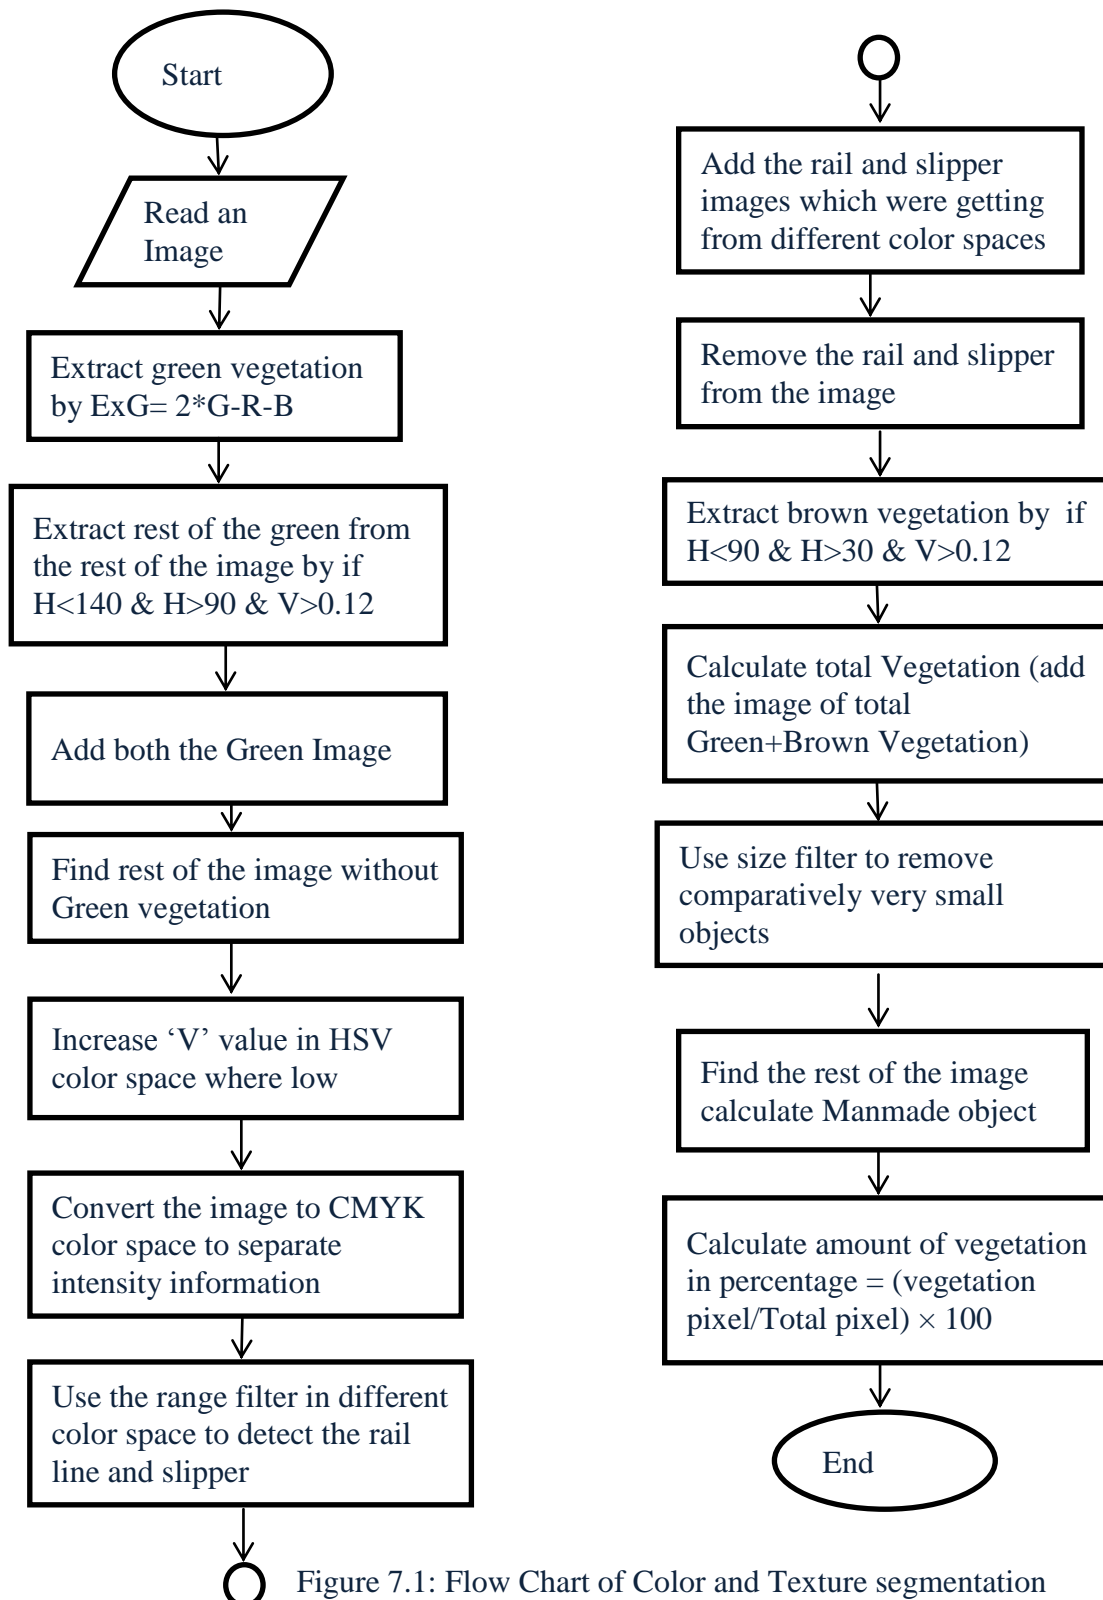 Start
Read an
Image
Extract green vegetation
by ExG= 2*G-R-B
Extract rest of the green from
the rest of the image by if
H<140 & H>90 & V>0.12
Add both the Green Image
Find rest of the image without
Green vegetation
Increase ‘V’ value in HSV
color space where low
Convert the image to CMYK
color space to separate
intensity information
Use the range filter in different
color space to detect the rail
line and slipper
Add the rail and slipper
images which were getting
from different color spaces
Remove the rail and slipper
from the image
Extract brown vegetation by  if
H<90 & H>30 & V>0.12
Calculate total Vegetation (add
the image of total
Green+Brown Vegetation)
Use size filter to remove
comparatively very small
objects
Find the rest of the image
calculate Manmade object
Calculate amount of vegetation
in percentage = (vegetation
pixel/Total pixel) × 100
End
Figure 7.1: Flow Chart of Color and Texture segmentation